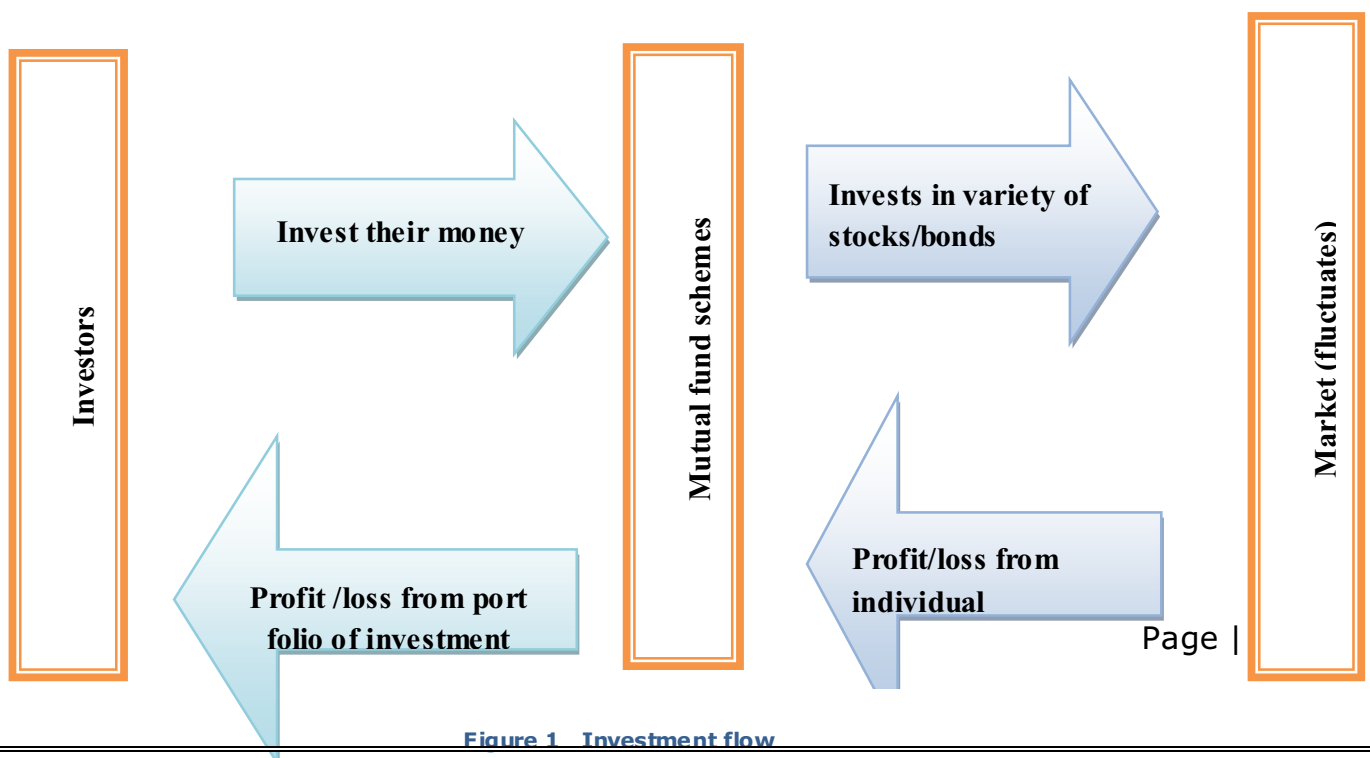 Investors
Invest their money
Mutual fund schemes
Invests in variety of
stocks/bonds
Market (fluctuates)
Profit /loss from port
folio of investment
Profit/loss from
individual
Page |
Figure 1 Investment flow